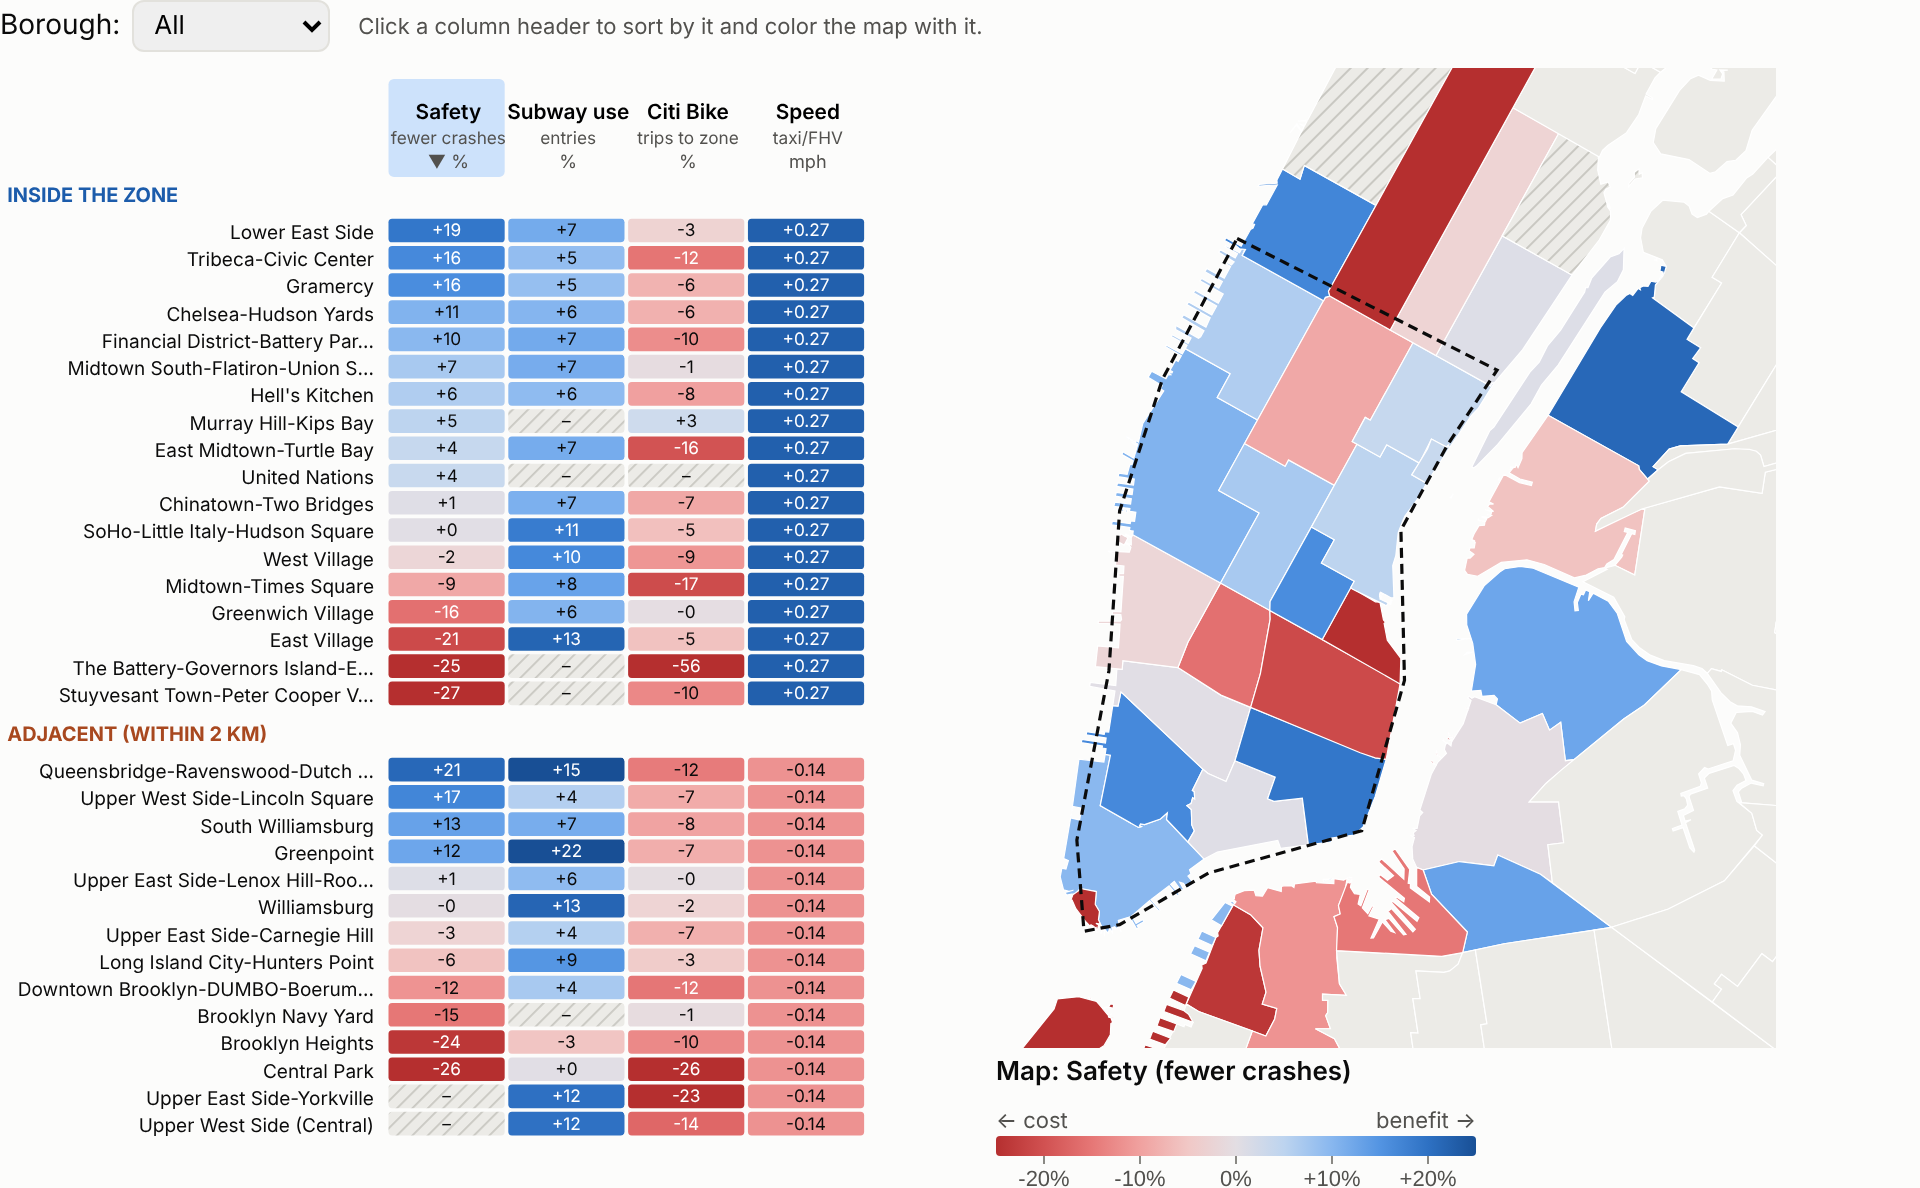 Borough: All Click a column header to sort by it and color the map with it.
Safety Subway use Citi Bike Speed
fewer crashes entries trips to zone taxi/FHV
▼ % % % mph
INSIDE THE ZONE
Lower East Side +19 +7 -3 +0.27
Tribeca-Civic Center +16 +5 -12 +0.27
Gramercy +16 +5 -6 +0.27
Chelsea-Hudson Yards +11 +6 -6 +0.27
Financial District-Battery Par... +10 +7 -10 +0.27
Midtown South-Flatiron-Union S... +7 +7 -1 +0.27
Hell's Kitchen +6 +6 -8 +0.27
Murray Hill-Kips Bay +5 – +3 +0.27
East Midtown-Turtle Bay +4 +7 -16 +0.27
United Nations +4 – – +0.27
Chinatown-Two Bridges +1 +7 -7 +0.27
SoHo-Little Italy-Hudson Square +0 +11 -5 +0.27
West Village -2 +10 -9 +0.27
Midtown-Times Square -9 +8 -17 +0.27
Greenwich Village -16 +6 -0 +0.27
East Village -21 +13 -5 +0.27
The Battery-Governors Island-E... -25 – -56 +0.27
Stuyvesant Town-Peter Cooper V... -27 – -10 +0.27
ADJACENT (WITHIN 2 KM)
Queensbridge-Ravenswood-Dutch ... +21 +15 -12 -0.14
Upper West Side-Lincoln Square +17 +4 -7 -0.14
South Williamsburg +13 +7 -8 -0.14
Greenpoint +12 +22 -7 -0.14
Upper East Side-Lenox Hill-Roo... +1 +6 -0 -0.14
Williamsburg -0 +13 -2 -0.14
Upper East Side-Carnegie Hill -3 +4 -7 -0.14
Long Island City-Hunters Point -6 +9 -3 -0.14
Downtown Brooklyn-DUMBO-Boerum... -12 +4 -12 -0.14
Brooklyn Navy Yard -15 – -1 -0.14
Brooklyn Heights -24 -3 -10 -0.14
Central Park -26 +0 -26 -0.14
Upper East Side-Yorkville – +12 -23 -0.14
Upper West Side (Central) – +12 -14 -0.14
Map: Safety (fewer crashes)
← cost benefit →
-20% -10% 0% +10% +20%